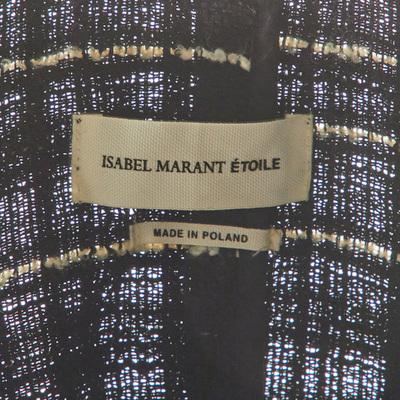 ISABEL MARANT ÉTOILE
MADE IN POLAND